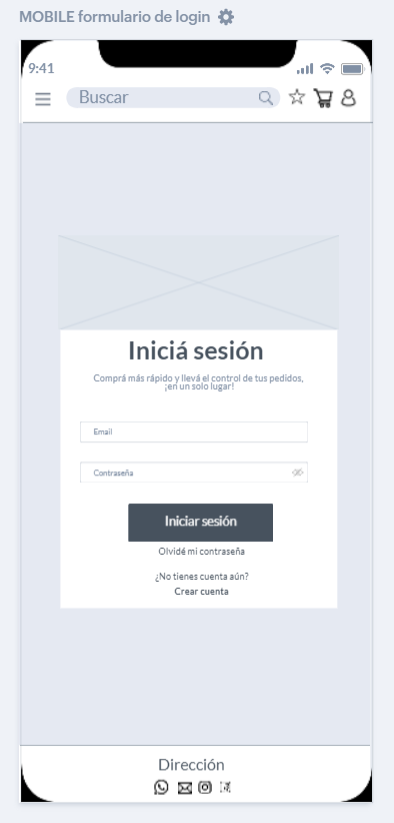 MOBILE formulario de login
9:41
Buscar
Iniciá sesión
Comprá más rápido y llevá el control de tus pedidos,
¡en un solo lugar!
Email
Contraseña
Iniciar sesión
Olvidé mi contraseña
¿No tienes cuenta aún?
Crear cuenta
Dirección